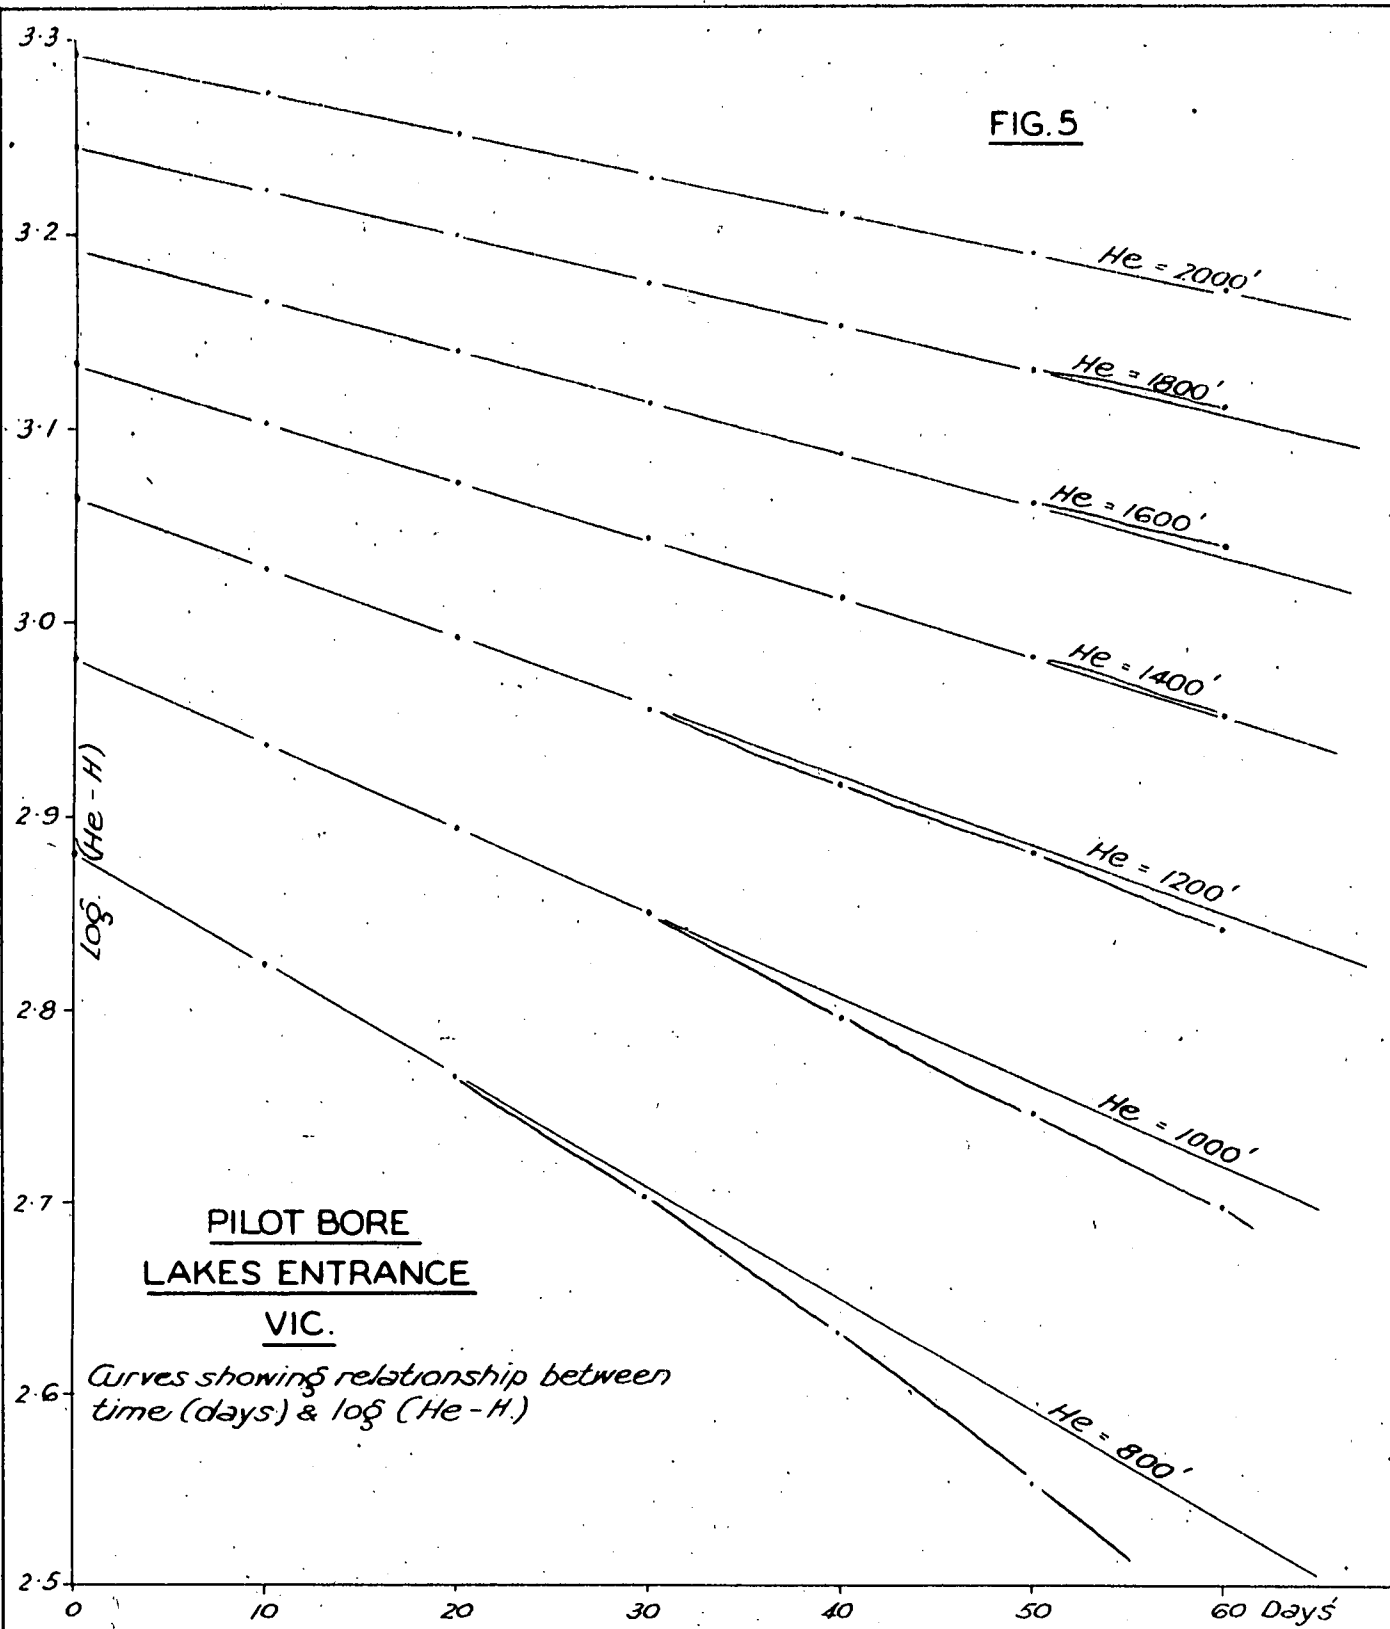 FIG. 5
3.3
3.2
3.1
3.0
2.9
2.8
2.7
2.6
2.5
log. (He - H)
He = 2000'
He = 1800'
He = 1600'
He = 1400'
He = 1200'
He = 1000'
He = 800'
PILOT BORE
LAKES ENTRANCE
VIC.
Curves showing relationship between
time (days) & log (He - H.)
0 10 20 30 40 50 60 Days